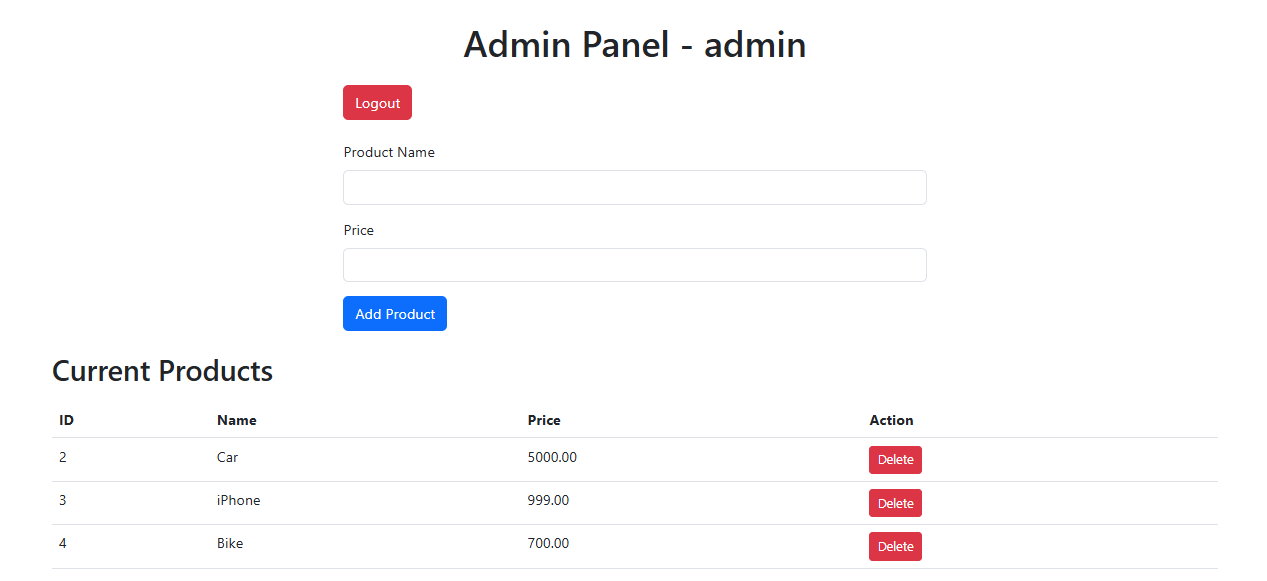 Admin Panel - admin
Logout
Product Name
Price
Add Product
Current Products
ID Name Price Action
2 Car 5000.00 Delete
3 iPhone 999.00 Delete
4 Bike 700.00 Delete